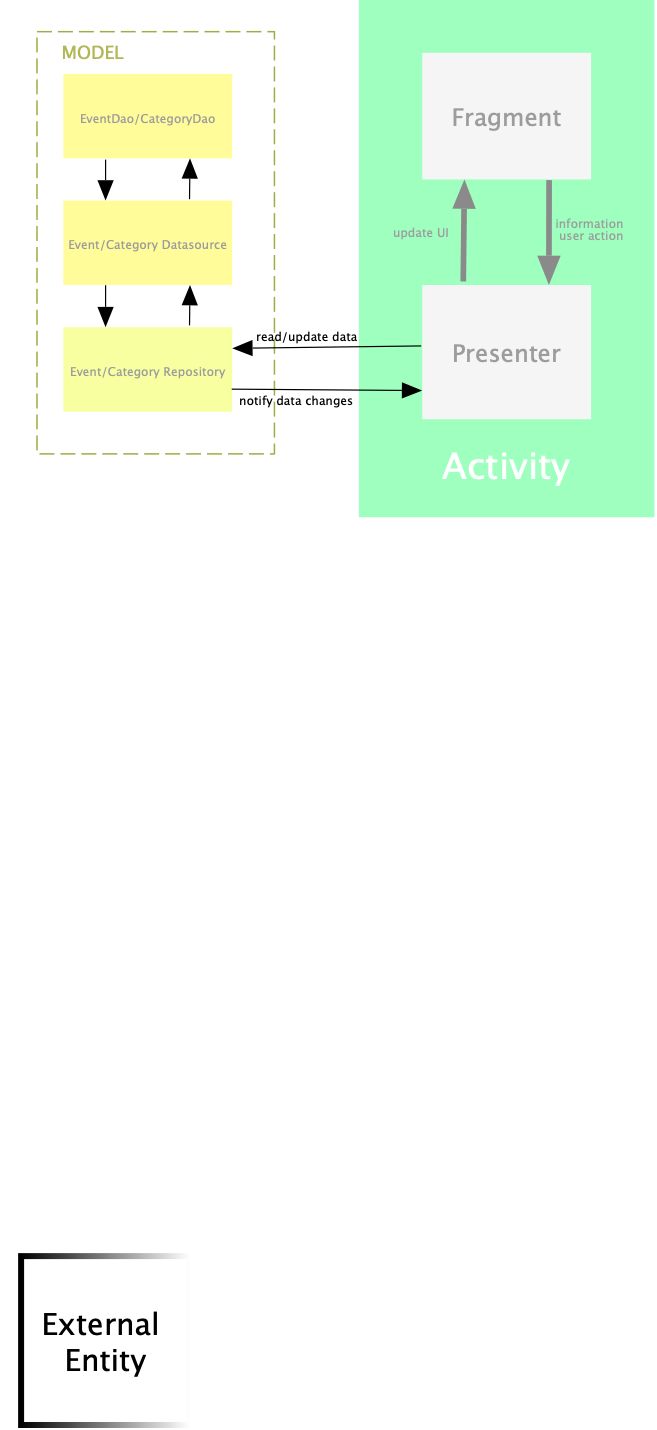 MODEL
EventDao/CategoryDao
Event/Category Datasource
Event/Category Repository
read/update data
notify data changes
Fragment
update UI
information
user action
Presenter
Activity
External
Entity